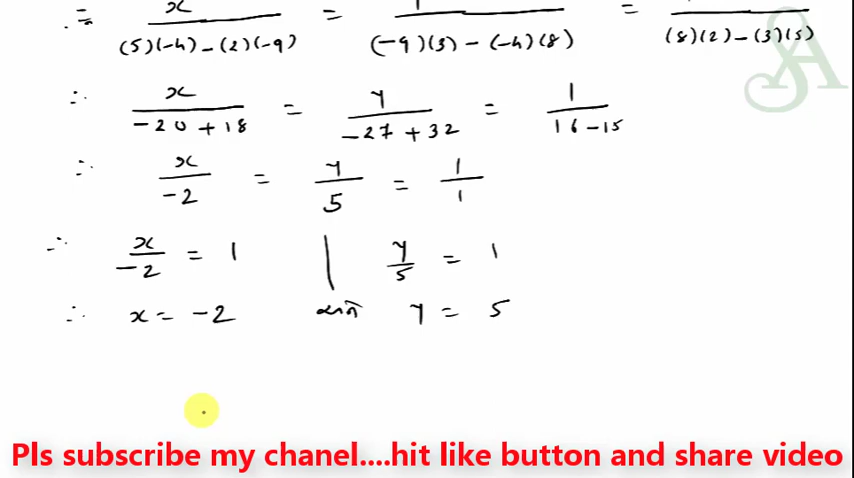 ∴ = x / ((5)(-4) - (2)(-9)) = 1 / ((-9)(3) - (-4)(8)) = / ((8)(2) - (3)(5))
∴ x / (-20 + 18) = y / (-27 + 32) = 1 / (16 - 15)
∴ x / -2 = y / 5 = 1 / 1
∴ x / -2 = 1 | y / 5 = 1
∴ x = -2 અને y = 5
Pls subscribe my chanel....hit like button and share video